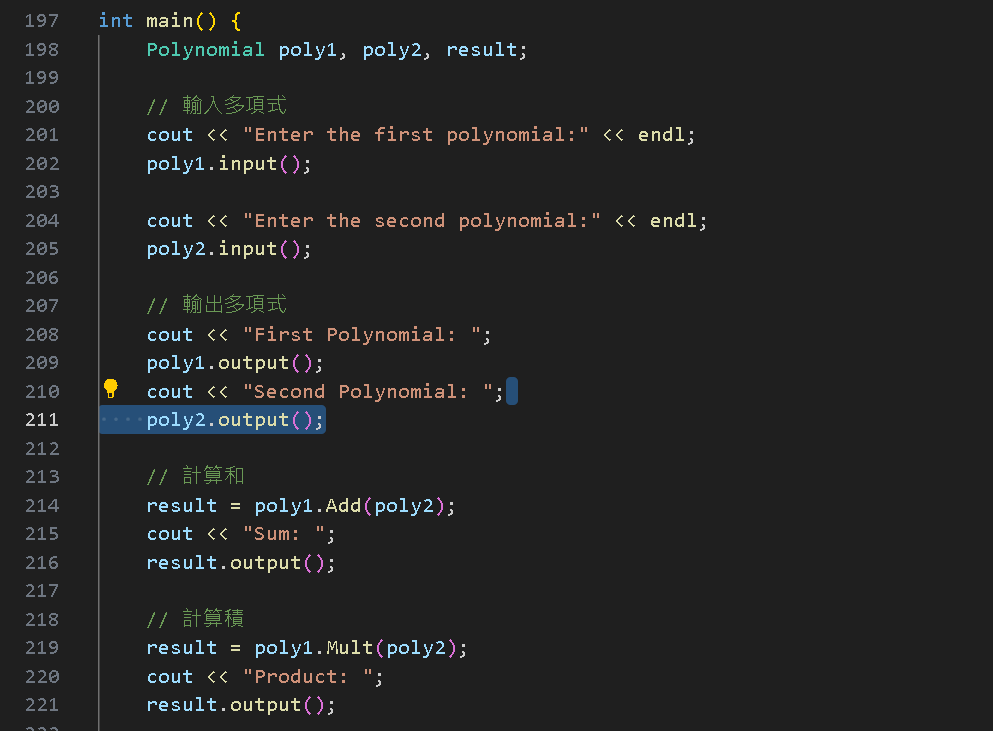 197 int main() {
198     Polynomial poly1, poly2, result;
199
200     // 輸入多項式
201     cout << "Enter the first polynomial:" << endl;
202     poly1.input();
203
204     cout << "Enter the second polynomial:" << endl;
205     poly2.input();
206
207     // 輸出多項式
208     cout << "First Polynomial: ";
209     poly1.output();
210     cout << "Second Polynomial: ";
211     poly2.output();
212
213     // 計算和
214     result = poly1.Add(poly2);
215     cout << "Sum: ";
216     result.output();
217
218     // 計算積
219     result = poly1.Mult(poly2);
220     cout << "Product: ";
221     result.output();